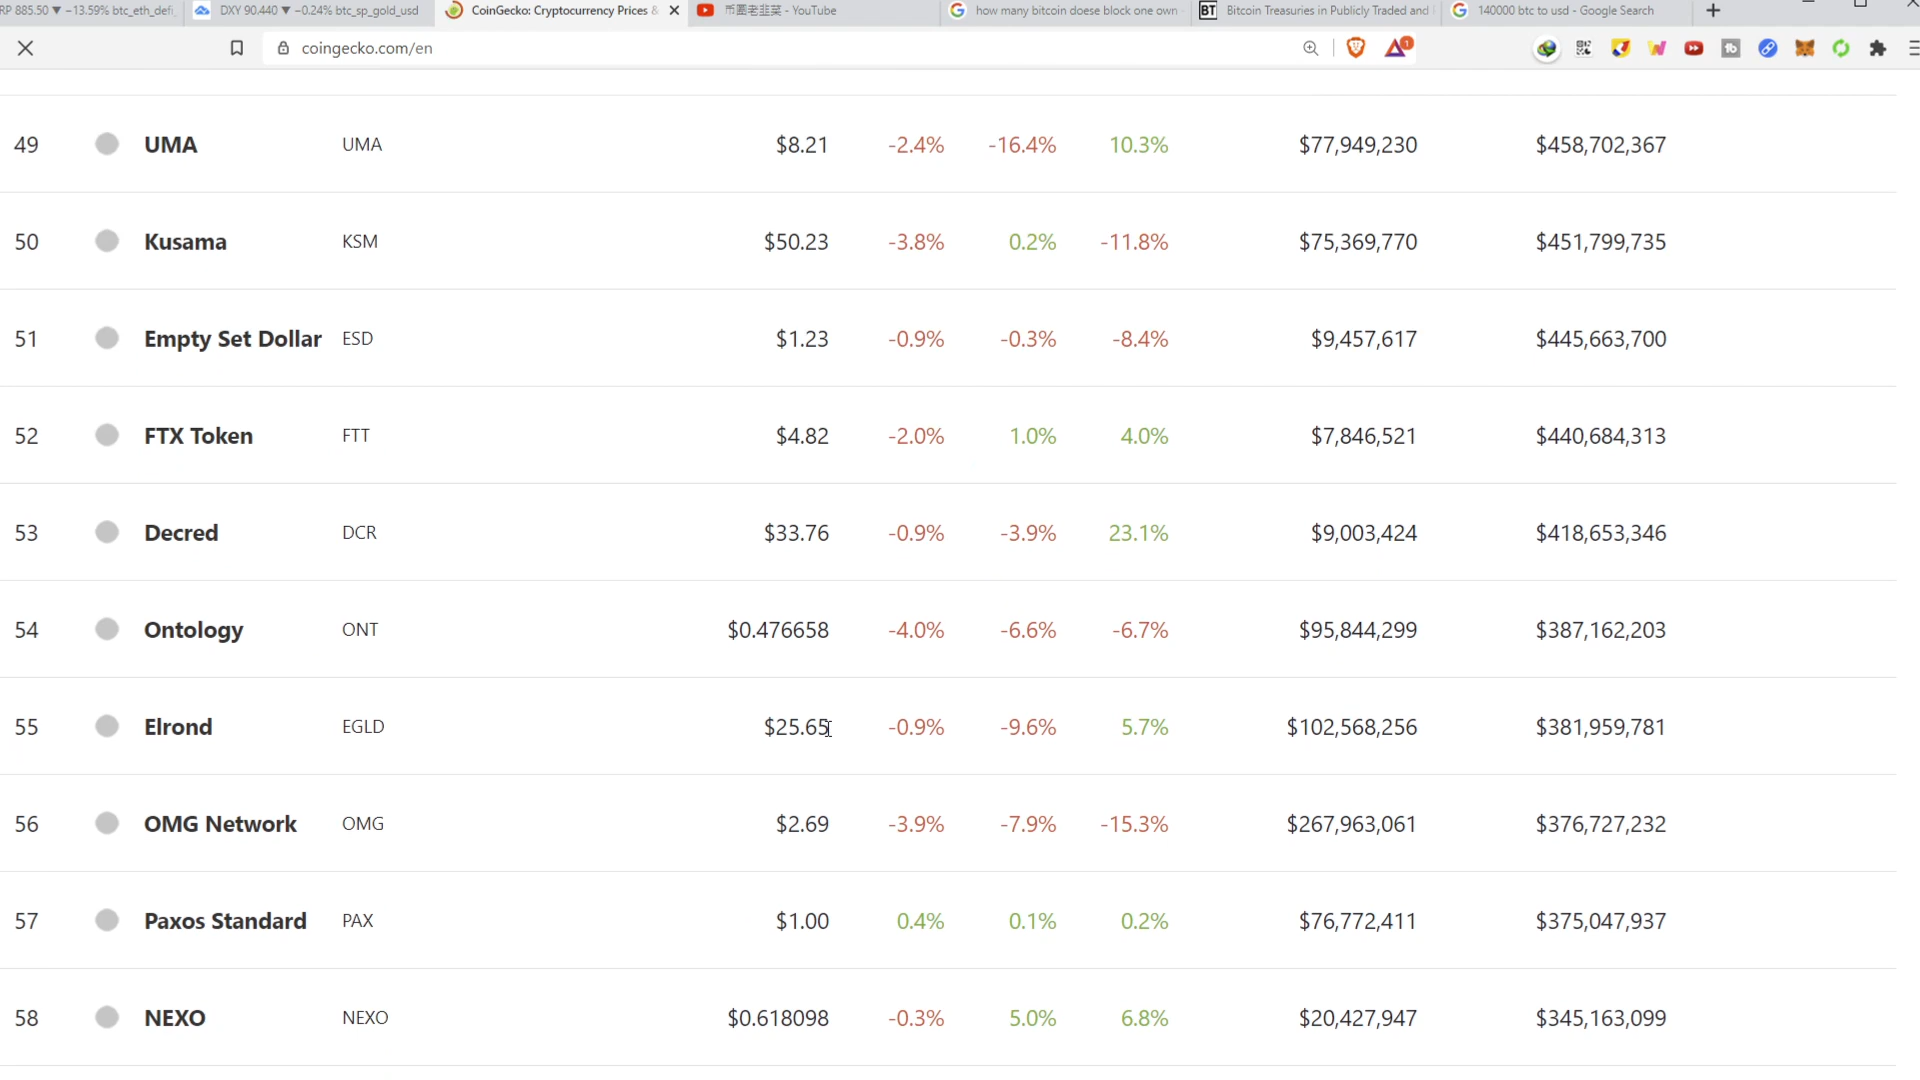 RP 885.50 ▼ −13.59% btc_eth_defi
DXY 90.440 ▼ −0.24% btc_sp_gold_usd
CoinGecko: Cryptocurrency Prices &
币圈老韭菜 - YouTube
how many bitcoin doese block one own
BT Bitcoin Treasuries in Publicly Traded and
140000 btc to usd - Google Search
coingecko.com/en
1
49 UMA UMA $8.21 -2.4% -16.4% 10.3% $77,949,230 $458,702,367
50 Kusama KSM $50.23 -3.8% 0.2% -11.8% $75,369,770 $451,799,735
51 Empty Set Dollar ESD $1.23 -0.9% -0.3% -8.4% $9,457,617 $445,663,700
52 FTX Token FTT $4.82 -2.0% 1.0% 4.0% $7,846,521 $440,684,313
53 Decred DCR $33.76 -0.9% -3.9% 23.1% $9,003,424 $418,653,346
54 Ontology ONT $0.476658 -4.0% -6.6% -6.7% $95,844,299 $387,162,203
55 Elrond EGLD $25.65 -0.9% -9.6% 5.7% $102,568,256 $381,959,781
56 OMG Network OMG $2.69 -3.9% -7.9% -15.3% $267,963,061 $376,727,232
57 Paxos Standard PAX $1.00 0.4% 0.1% 0.2% $76,772,411 $375,047,937
58 NEXO NEXO $0.618098 -0.3% 5.0% 6.8% $20,427,947 $345,163,099